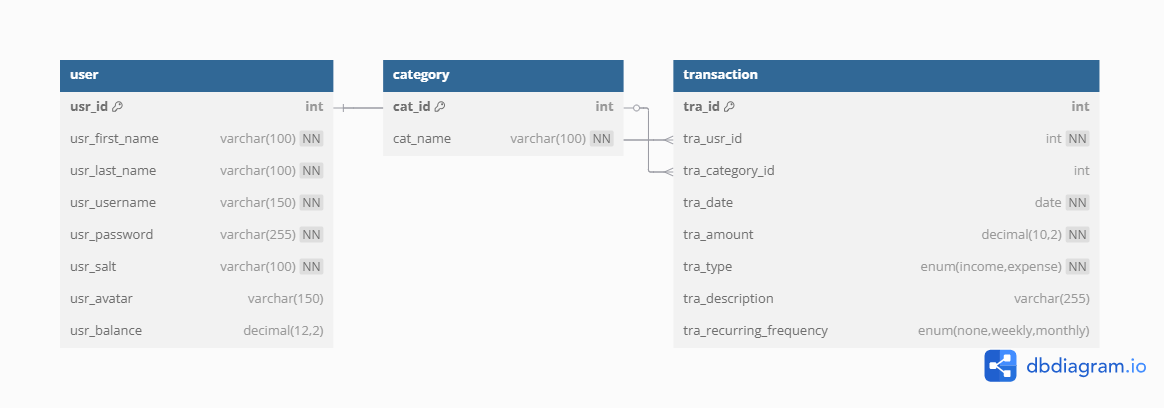 user
usr_id int
usr_first_name varchar(100) NN
usr_last_name varchar(100) NN
usr_username varchar(150) NN
usr_password varchar(255) NN
usr_salt varchar(100) NN
usr_avatar varchar(150)
usr_balance decimal(12,2)
category
cat_id int
cat_name varchar(100) NN
transaction
tra_id int
tra_usr_id int NN
tra_category_id int
tra_date date NN
tra_amount decimal(10,2) NN
tra_type enum(income,expense) NN
tra_description varchar(255)
tra_recurring_frequency enum(none,weekly,monthly)
dbdiagram.io